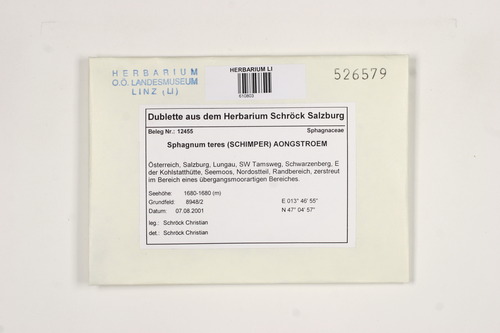 HERBARIUM
O.Ö. LANDESMUSEUM
LINZ (LI)
HERBARIUM LI
610803
526579
Dublette aus dem Herbarium Schröck Salzburg
Beleg Nr.: 12455 Sphagnaceae
Sphagnum teres (SCHIMPER) AONGSTROEM
Österreich, Salzburg, Lungau, SW Tamsweg, Schwarzenberg, E
der Kohlstatthütte, Seemoos, Nordostteil, Randbereich, zerstreut
im Bereich eines übergangsmoorartigen Bereiches.
Seehöhe: 1680-1680 (m)
Grundfeld: 8948/2 E 013° 46' 55"
Datum: 07.08.2001 N 47° 04' 57"
leg.: Schröck Christian
det.: Schröck Christian